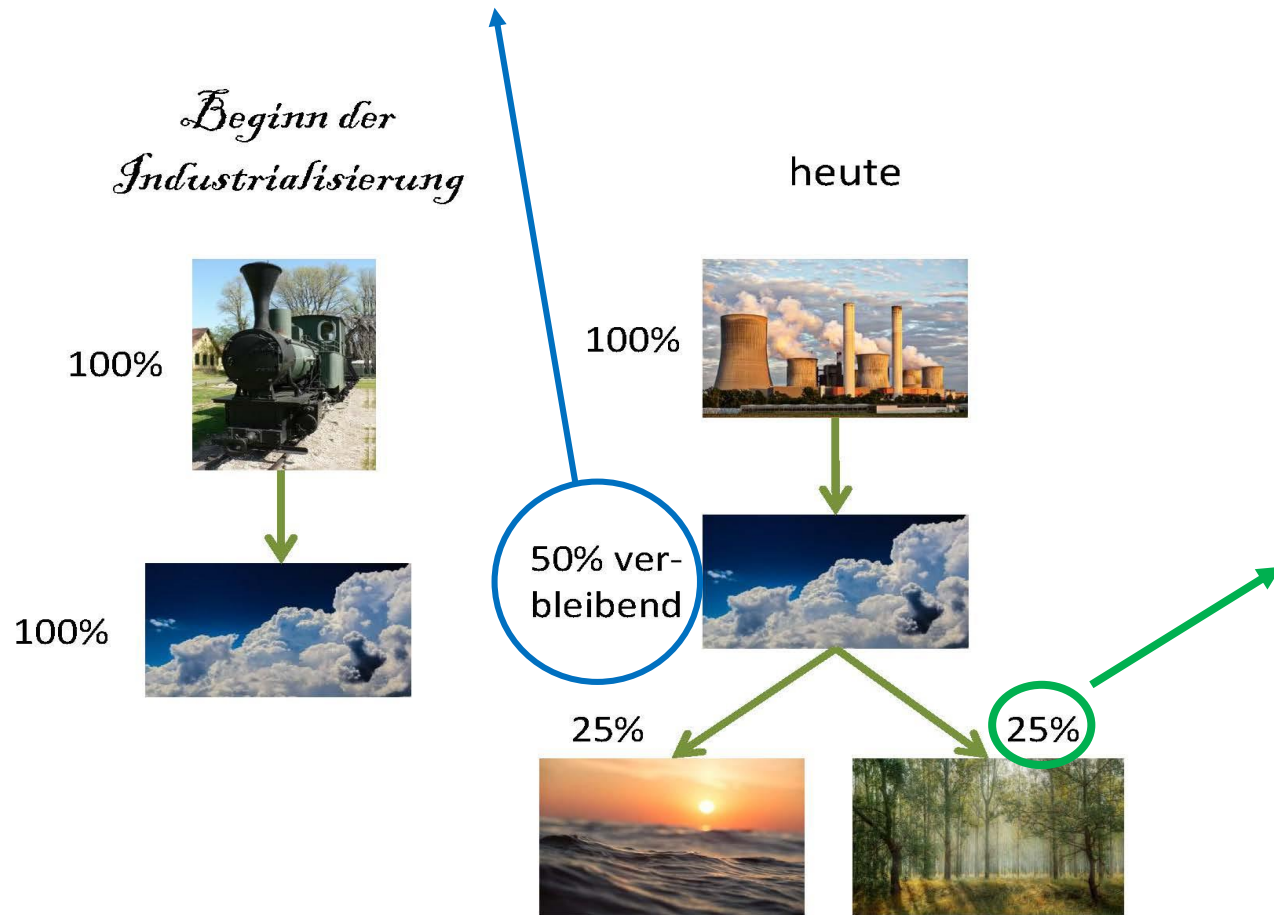 Beginn der
Industrialisierung
heute
100%
100%
50% ver-
bleibend
100%
25%
25%